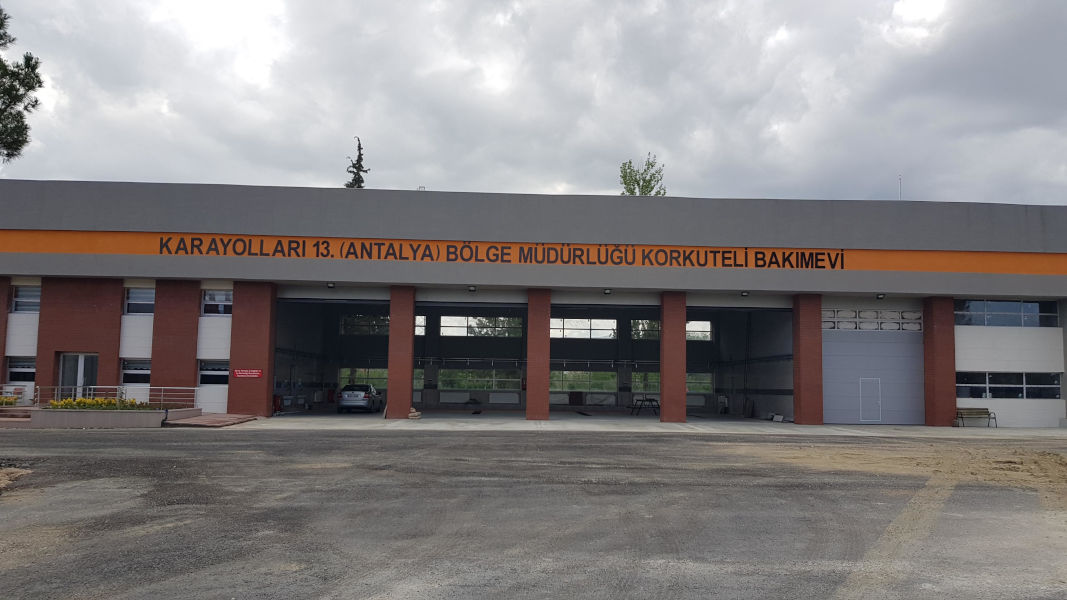 KARAYOLLARI 13. (ANTALYA) BÖLGE MÜDÜRLÜĞÜ KORKUTELİ BAKIMEVİ